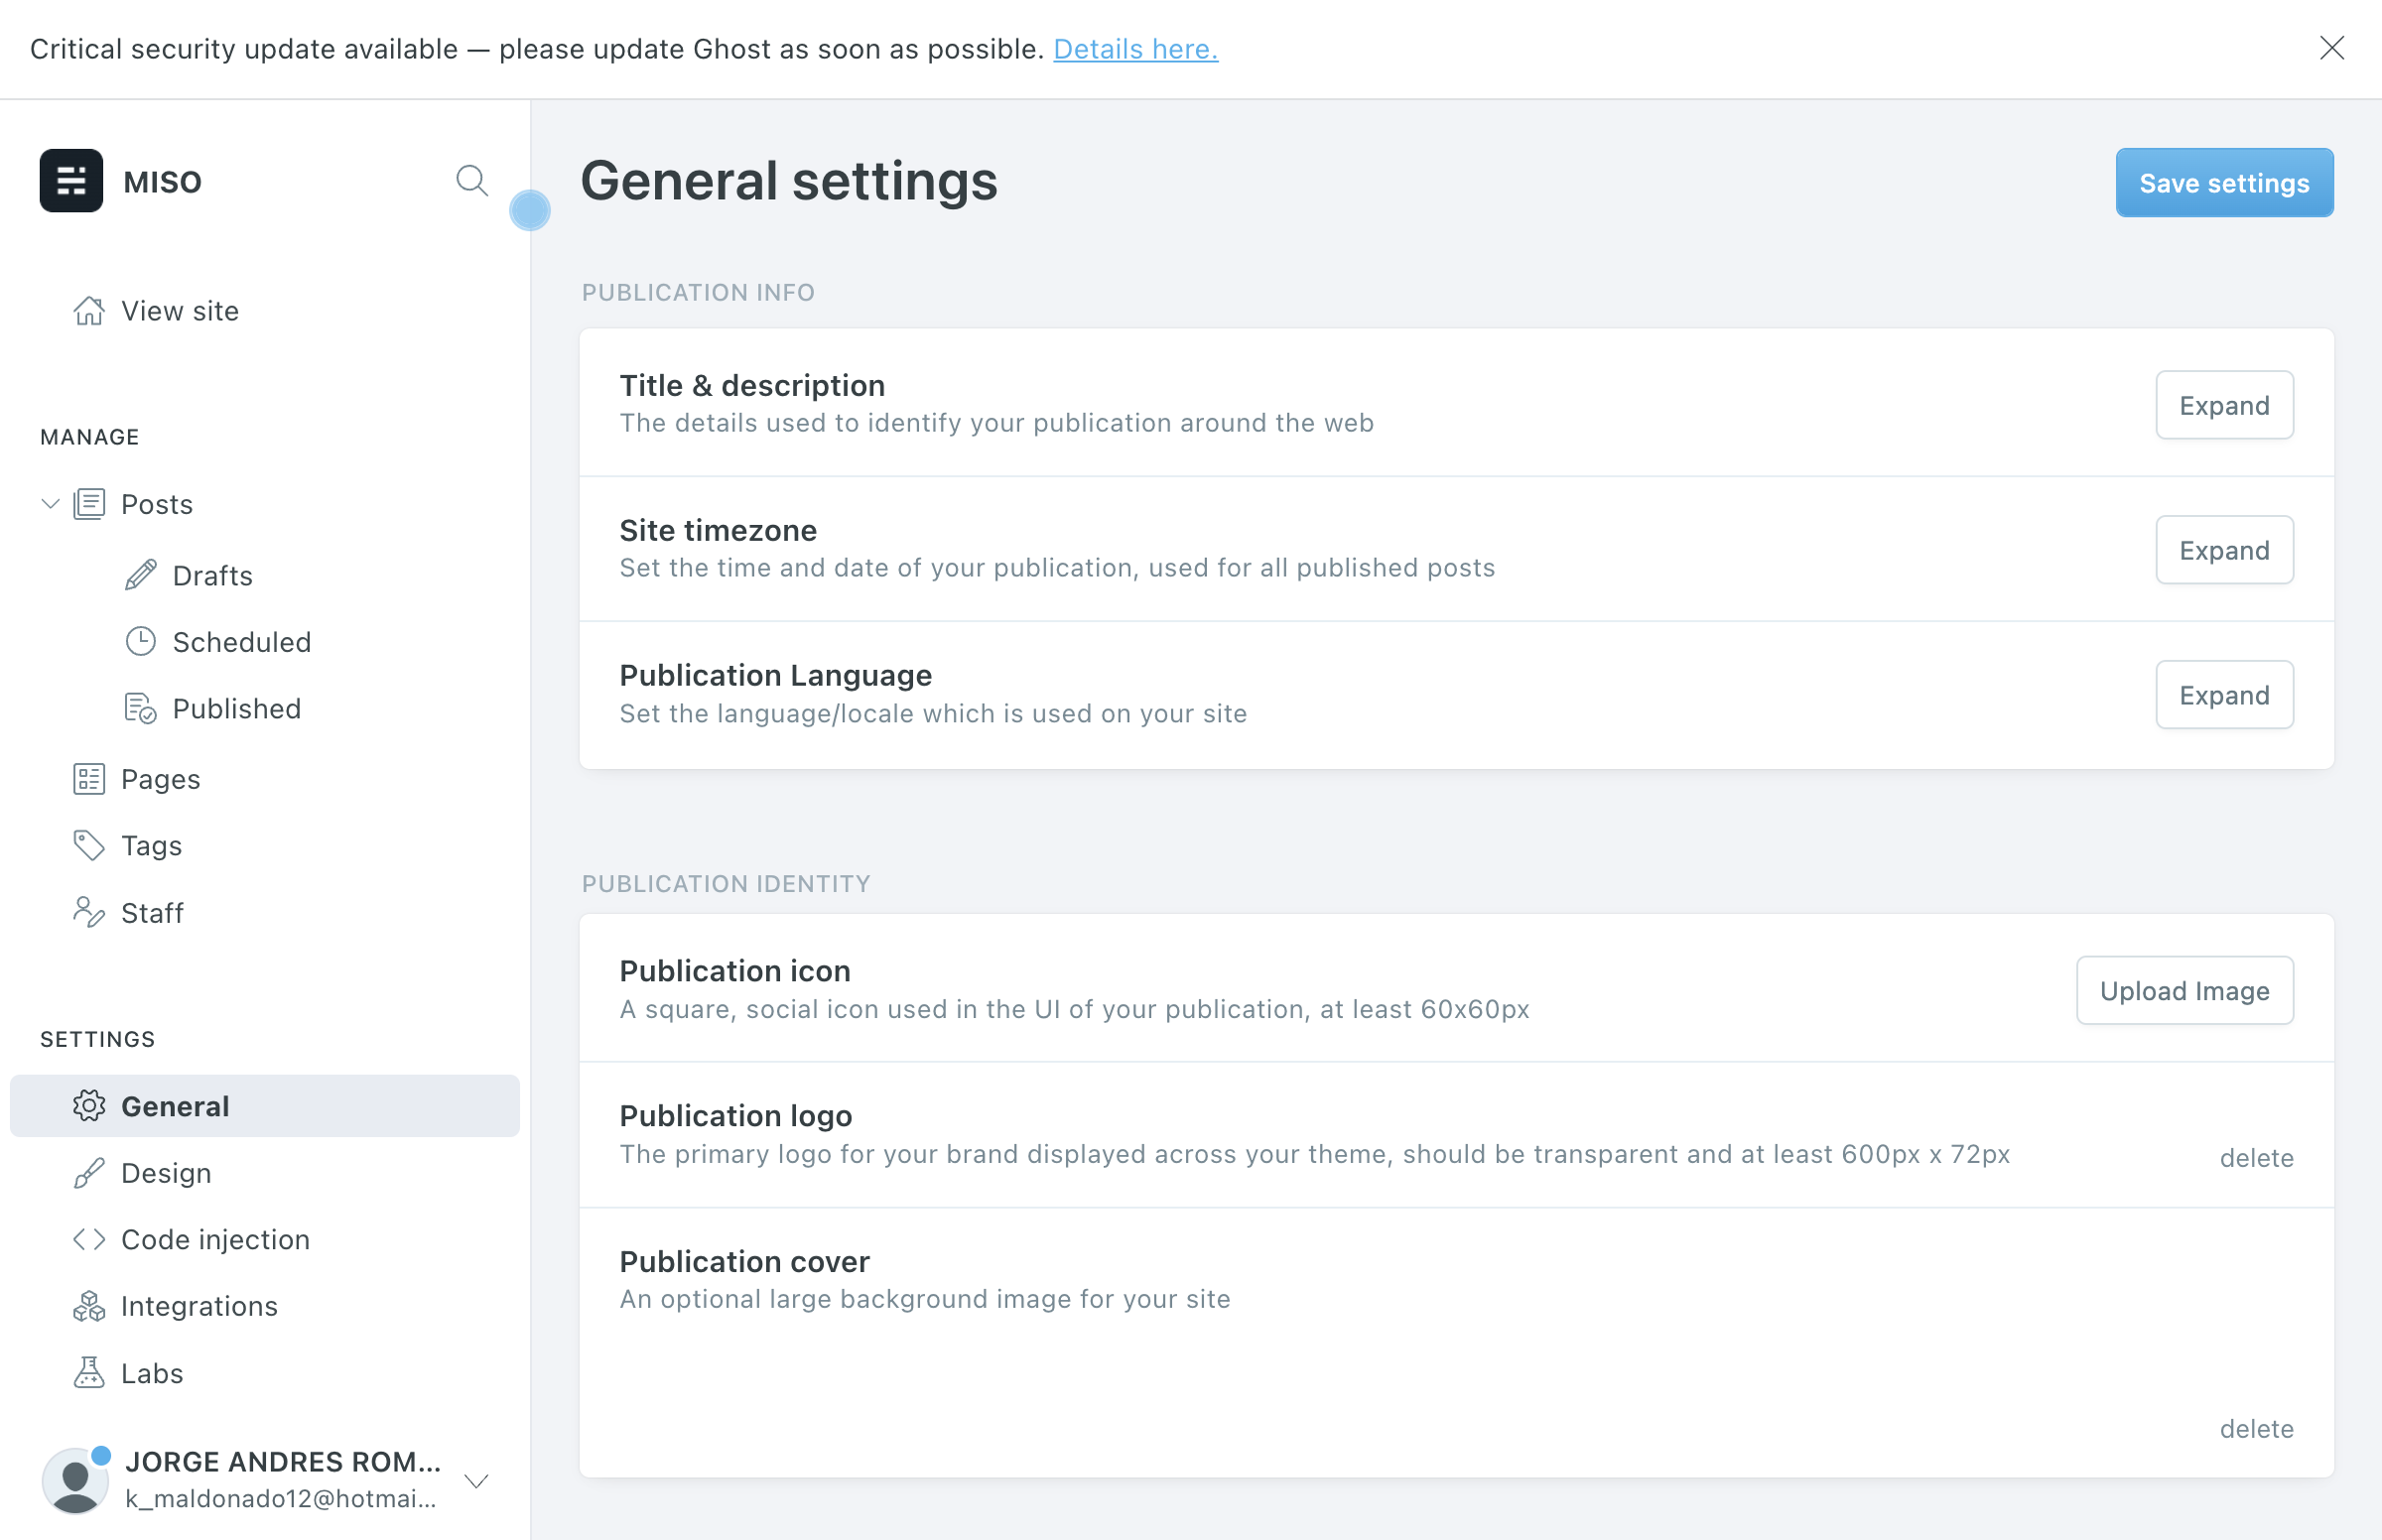 Critical security update available — please update Ghost as soon as possible. Details here.
MISO
View site
MANAGE
Posts
Drafts
Scheduled
Published
Pages
Tags
Staff
SETTINGS
General
Design
Code injection
Integrations
Labs
JORGE ANDRES ROM...
k_maldonado12@hotmai...
General settings
Save settings
PUBLICATION INFO
Title & description
The details used to identify your publication around the web
Expand
Site timezone
Set the time and date of your publication, used for all published posts
Expand
Publication Language
Set the language/locale which is used on your site
Expand
PUBLICATION IDENTITY
Publication icon
A square, social icon used in the UI of your publication, at least 60x60px
Upload Image
Publication logo
The primary logo for your brand displayed across your theme, should be transparent and at least 600px x 72px
delete
Publication cover
An optional large background image for your site
delete